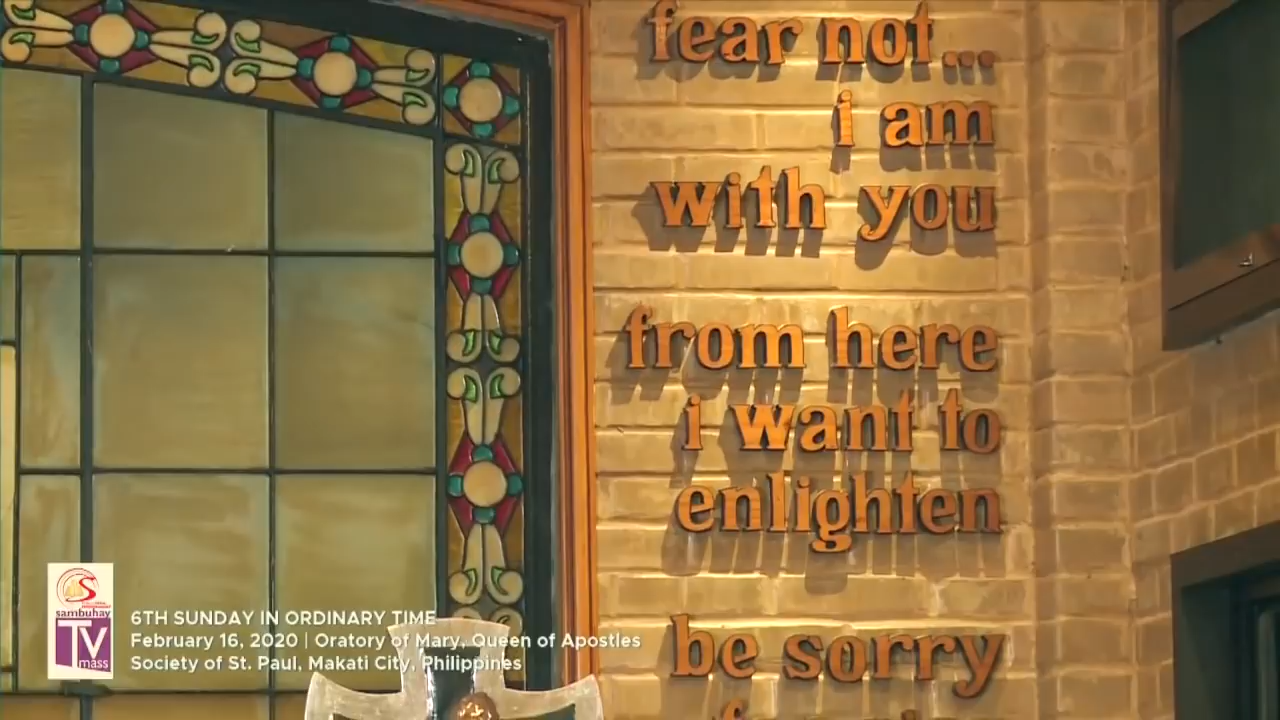 fear not...
i am
with you
from here
i want to
enlighten
be sorry
sambuhay
TV
mass
6TH SUNDAY IN ORDINARY TIME
February 16, 2020 | Oratory of Mary, Queen of Apostles
Society of St. Paul, Makati City, Philippines